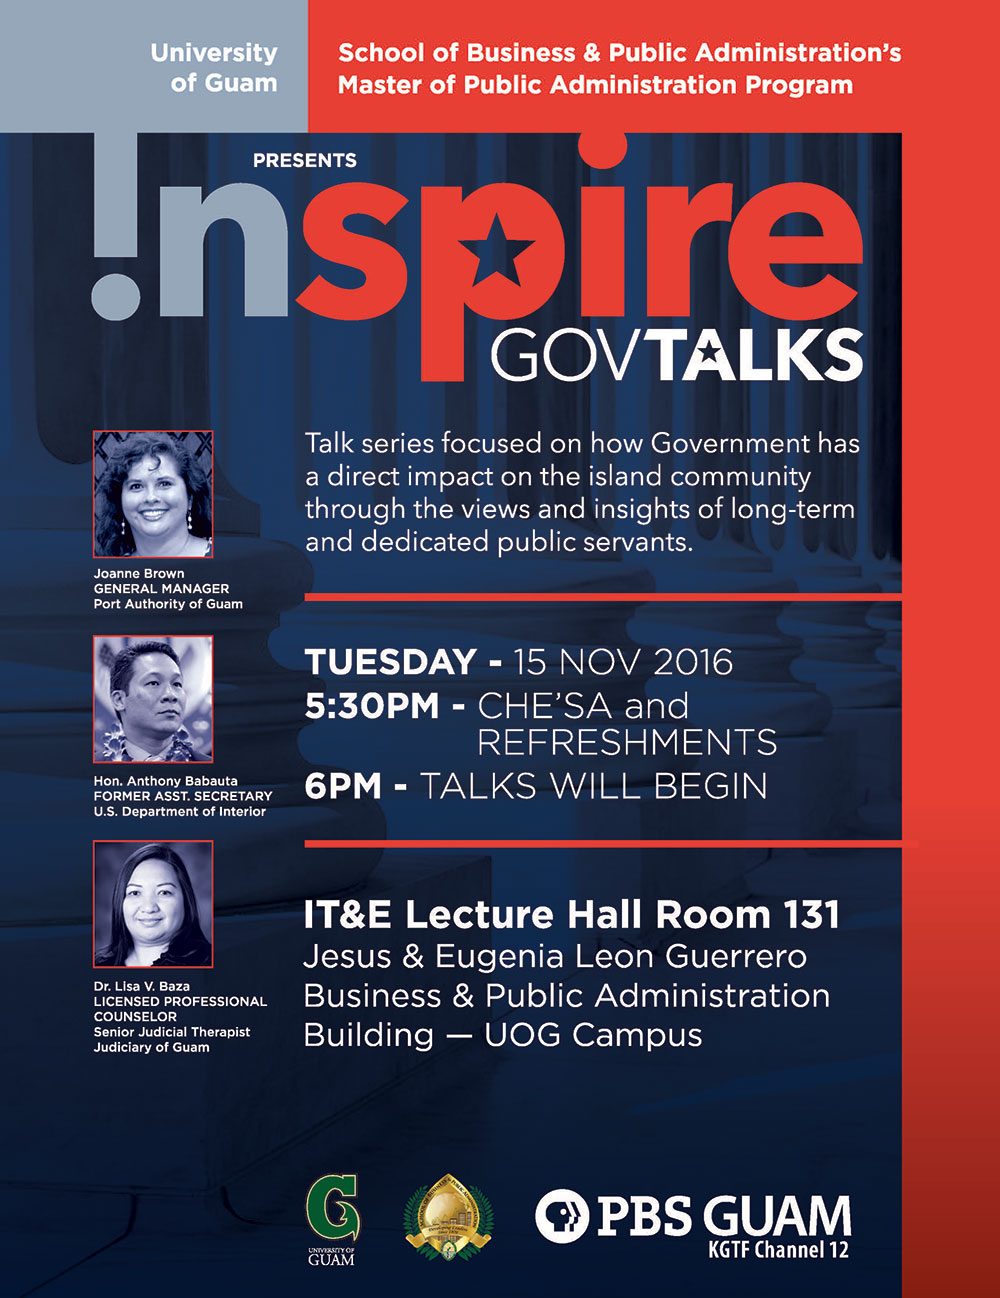 University
of Guam
School of Business & Public Administration's
Master of Public Administration Program
PRESENTS
!nspire
GOVTALKS
Talk series focused on how Government has
a direct impact on the island community
through the views and insights of long-term
and dedicated public servants.
Joanne Brown
GENERAL MANAGER
Port Authority of Guam
TUESDAY - 15 NOV 2016
5:30PM - CHE'SA and
REFRESHMENTS
6PM - TALKS WILL BEGIN
Hon. Anthony Babauta
FORMER ASST. SECRETARY
U.S. Department of Interior
IT&E Lecture Hall Room 131
Jesus & Eugenia Leon Guerrero
Business & Public Administration
Building — UOG Campus
Dr. Lisa V. Baza
LICENSED PROFESSIONAL
COUNSELOR
Senior Judicial Therapist
Judiciary of Guam
G
UNIVERSITY OF
GUAM
PBS GUAM
KGTF Channel 12